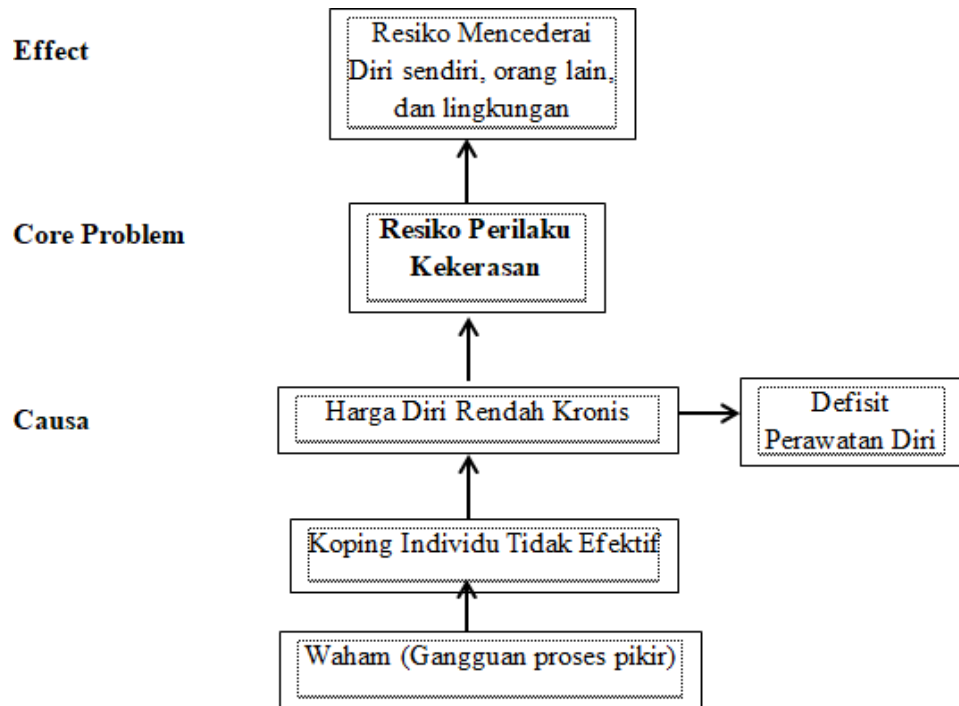 Effect
Resiko Mencederai
Diri sendiri, orang lain,
dan lingkungan
Core Problem
Resiko Perilaku
Kekerasan
Causa
Harga Diri Rendah Kronis
Defisit
Perawatan Diri
Koping Individu Tidak Efektif
Waham (Gangguan proses pikir)